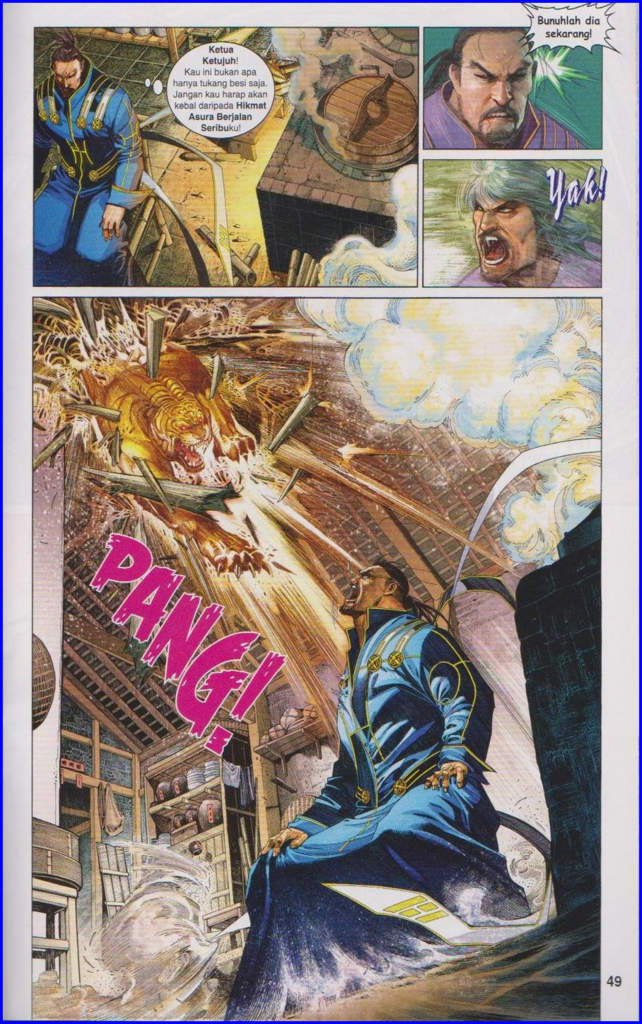 Ketua
Ketujuh!
Kau ini bukan apa
hanya tukang besi saja.
Jangan kau harap akan
kebal daripada Hikmat
Asura Berjalan
Seribuku!
Bunuhlah dia
sekarang!
Yak!
PANG!
49